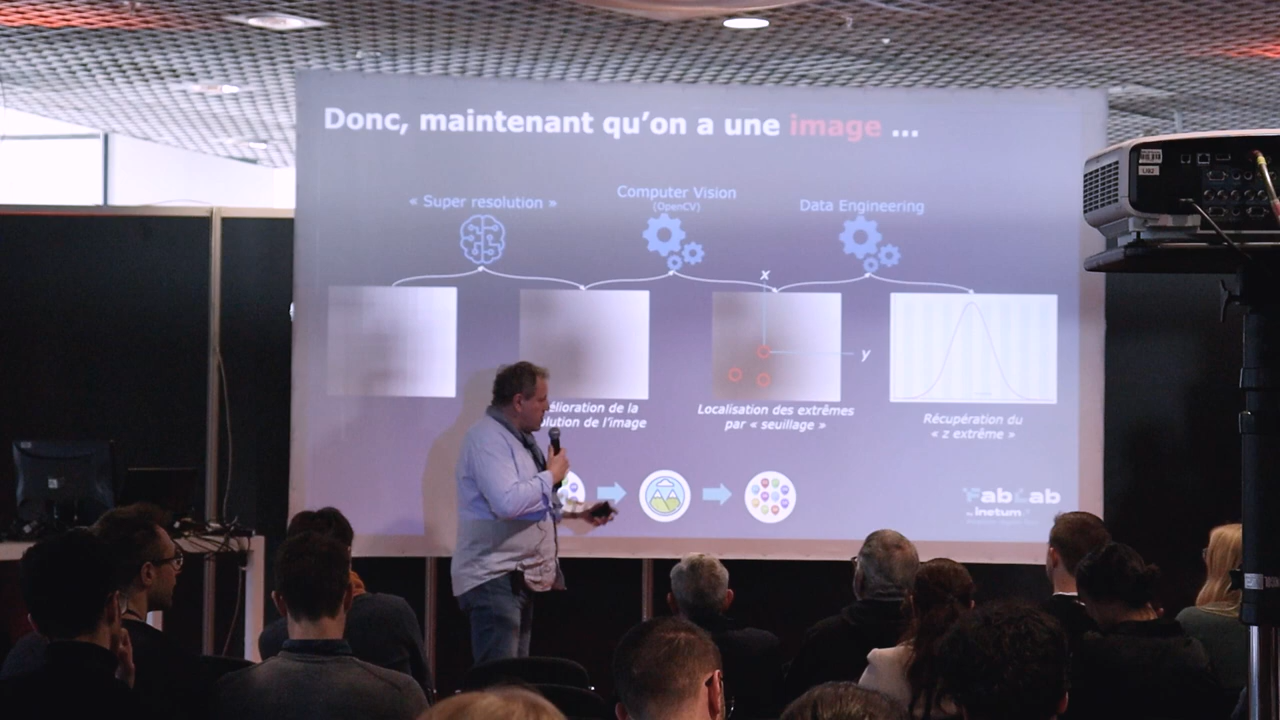 Donc, maintenant qu'on a une image ...
« Super resolution »
Computer Vision
(OpenCV)
Data Engineering
x
y
élioration de la
lution de l'image
Localisation des extrêmes
par « seuillage »
Récupération du
« z extrême »
FabLab
by inetum